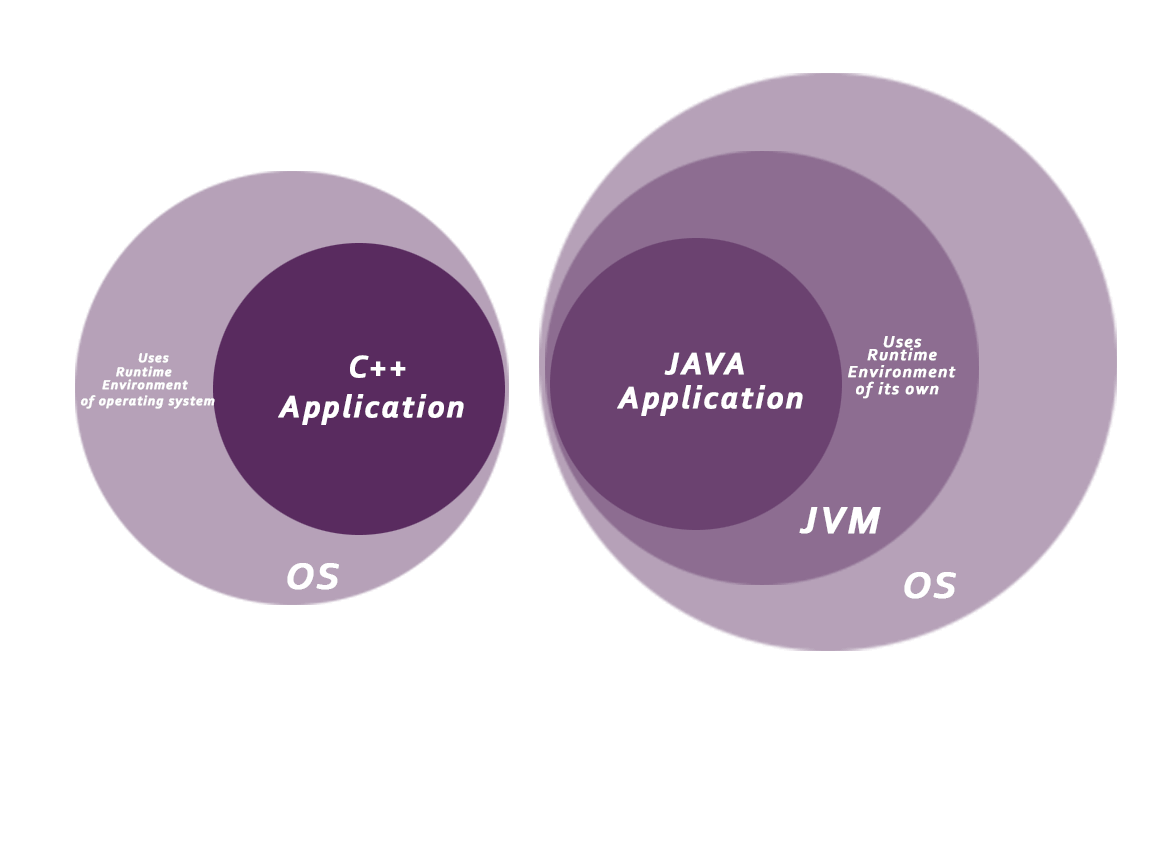 Uses
Runtime
Environment
of operating system
C++
Application
OS
JAVA
Application
Uses
Runtime
Environment
of its own
JVM
OS